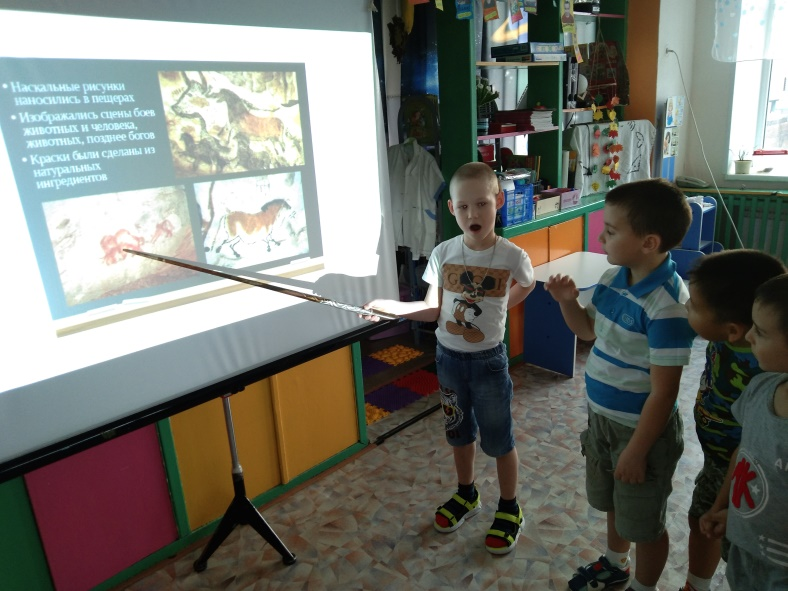 • Наскальные рисунки
наносились в пещерах
• Изображались сцены боев
животных и человека,
животных, позднее богов
• Краски были сделаны из
натуральных
ингредиентов
K